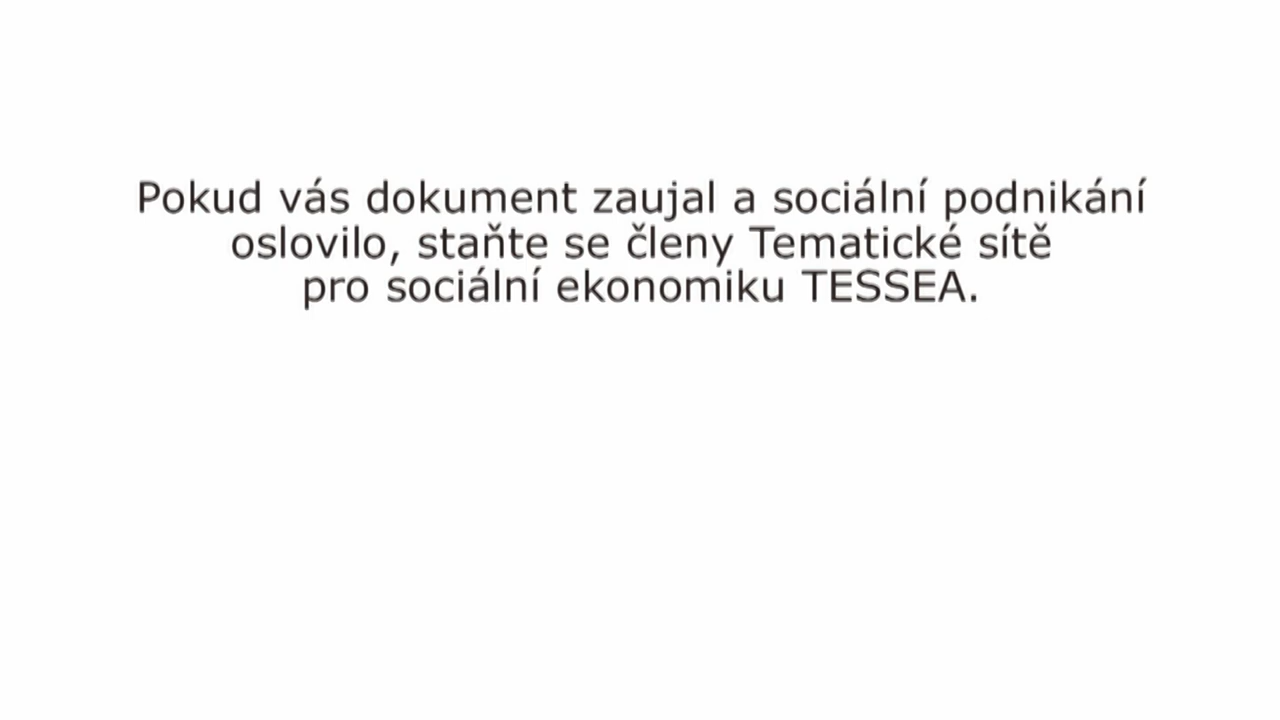 Pokud vás dokument zaujal a sociální podnikání
oslovilo, staňte se členy Tematické sítě
pro sociální ekonomiku TESSEA.